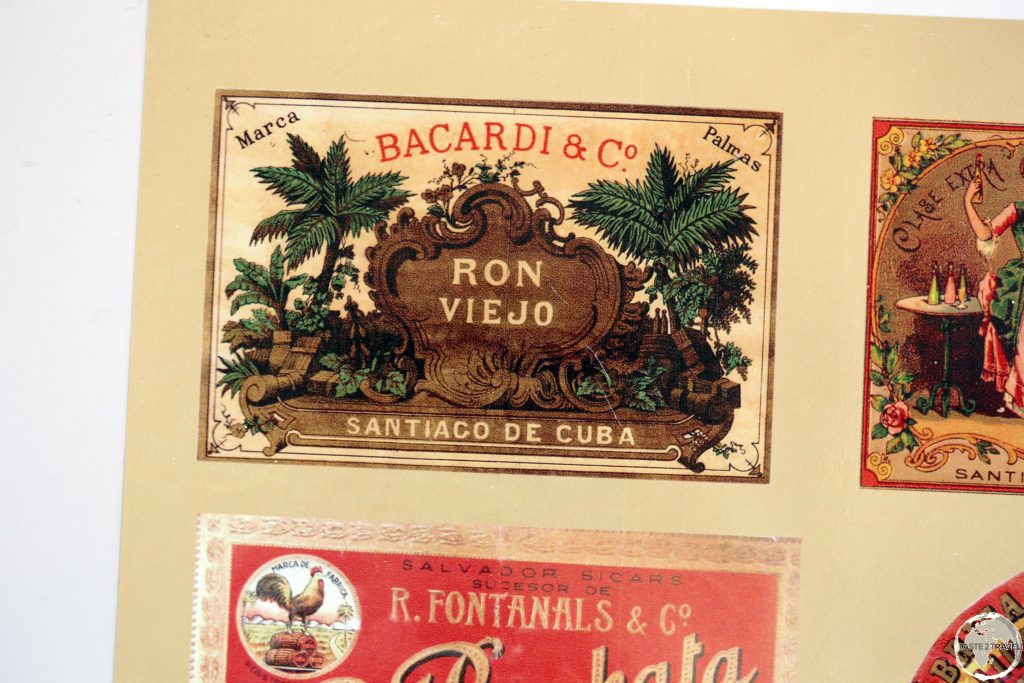 Marca
BACARDI & Cº
Palmas
RON
VIEJO
SANTIAGO DE CUBA
CLASE EXTRA
SANTI
MARCA DE FABRICA
SALVADOR SICARS
SUCESOR DE
R. FONTANALS & Cº
TASTE2TRAVEL